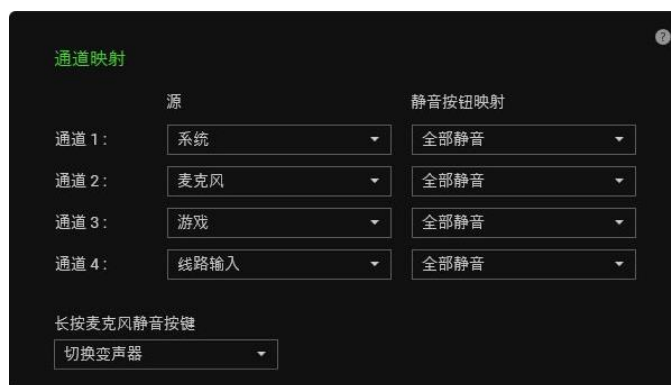 通道映射
源 静音按钮映射
通道 1 : 系统 全部静音
通道 2 : 麦克风 全部静音
通道 3 : 游戏 全部静音
通道 4 : 线路输入 全部静音
长按麦克风静音按键
切换变声器